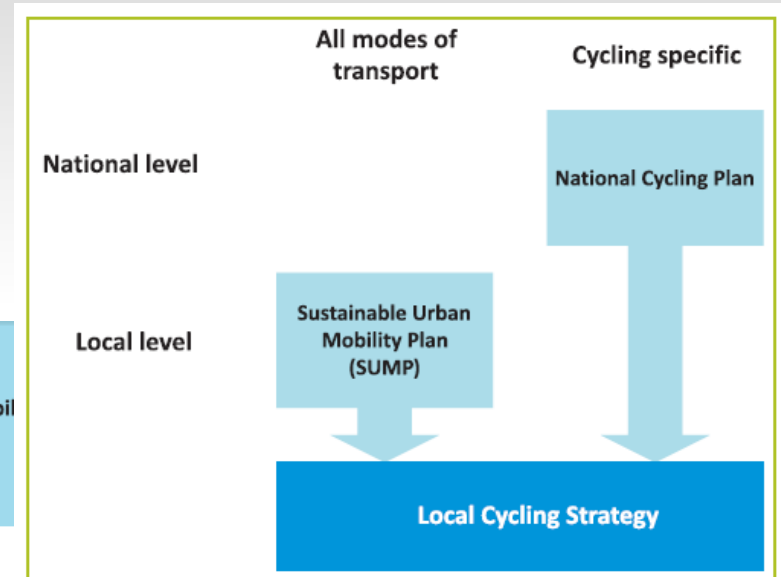 All modes of
transport
Cycling specific
National level
National Cycling Plan
Local level
Sustainable Urban
Mobility Plan
(SUMP)
Local Cycling Strategy